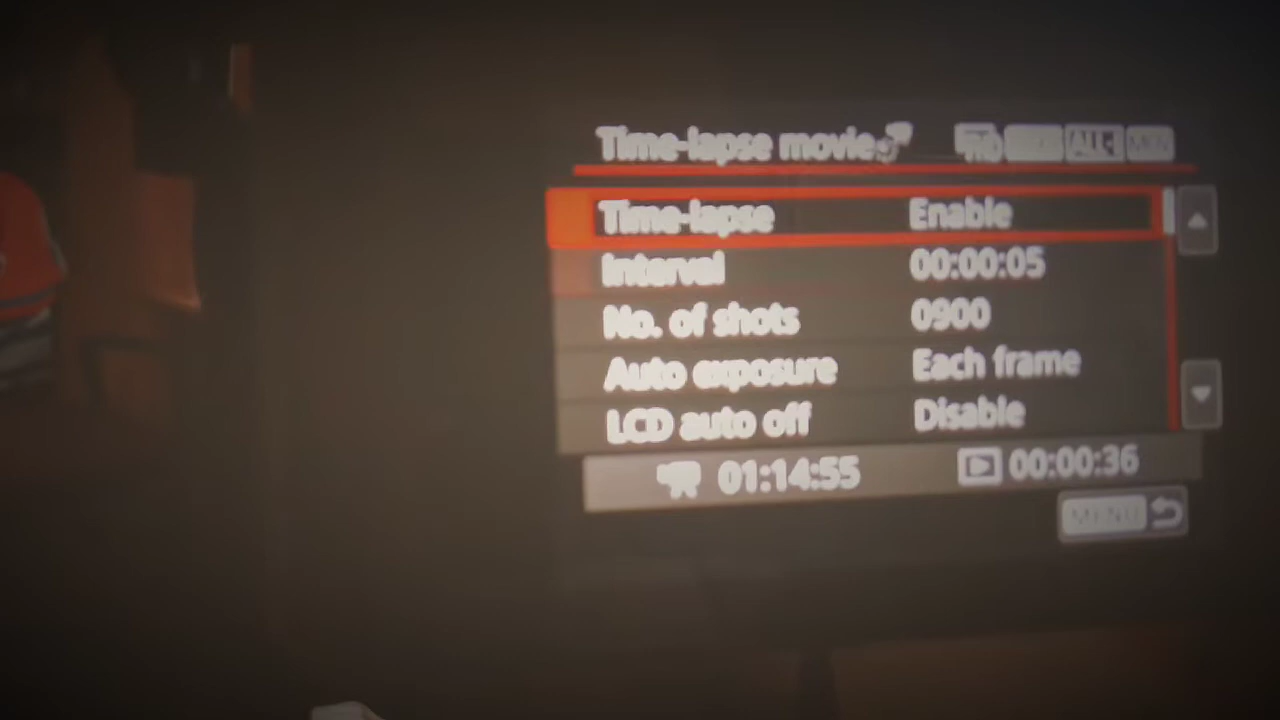 Time-lapse movie
ALL-I
Time-lapse Enable
Interval 00:00:05
No. of shots 0900
Auto exposure Each frame
LCD auto off Disable
01:14:55 00:00:36
MENU